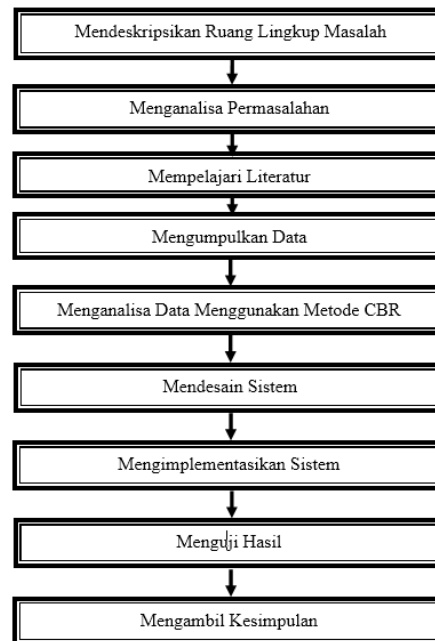 Mendeskripsikan Ruang Lingkup Masalah
Menganalisa Permasalahan
Mempelajari Literatur
Mengumpulkan Data
Menganalisa Data Menggunakan Metode CBR
Mendesain Sistem
Mengimplementasikan Sistem
Menguji Hasil
Mengambil Kesimpulan